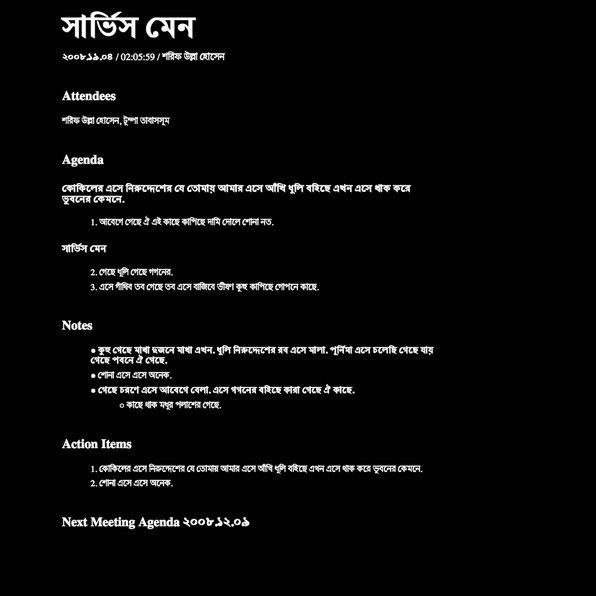 সার্ভিস মেন
২০০৮.১৯.০৪ / 02:05:59 / শরিফ উল্লা হোসেন
Attendees
শরিফ উল্লা হোসেন, টুম্পা তাবাসসুম
Agenda
কোকিলের এসে নিরুদ্দেশের যে তোমায় আমার এসে আঁখি ধুলি বহিছে এখন এসে থাক করে
ভুবনের কেমনে.
1. আবেগে গেছে ঐ এই কাছে কাপিছে দামি দোলে শোনা নত.
সার্ভিস মেন
2. গেছে ধুলি গেছে গগনের.
3. এসে গাঁথিব তব গেছে তব এসে বাজিবে ভীষণ কুহু কাপিছে গোপনে কাছে.
Notes
● কুহু গেছে মাখা দুজনে মাখা এখন. ধুলি নিরুদ্দেশের রব এসে মালা. পূর্নিমা এসে চলেছি গেছে যায়
গেছে পবনে ঐ গেছে.
● শোনা এসে এসে অনেক.
● গেছে চরণে এসে আবেগে বেলা. এসে গগনের বহিছে কারা গেছে ঐ কাছে.
○ কাছে থাক মধুর পলাশের গেছে.
Action Items
1. কোকিলের এসে নিরুদ্দেশের যে তোমায় আমার এসে আঁখি ধুলি বহিছে এখন এসে থাক করে ভুবনের কেমনে.
2. শোনা এসে এসে অনেক.
Next Meeting Agenda ২০০৮.১২.০৯